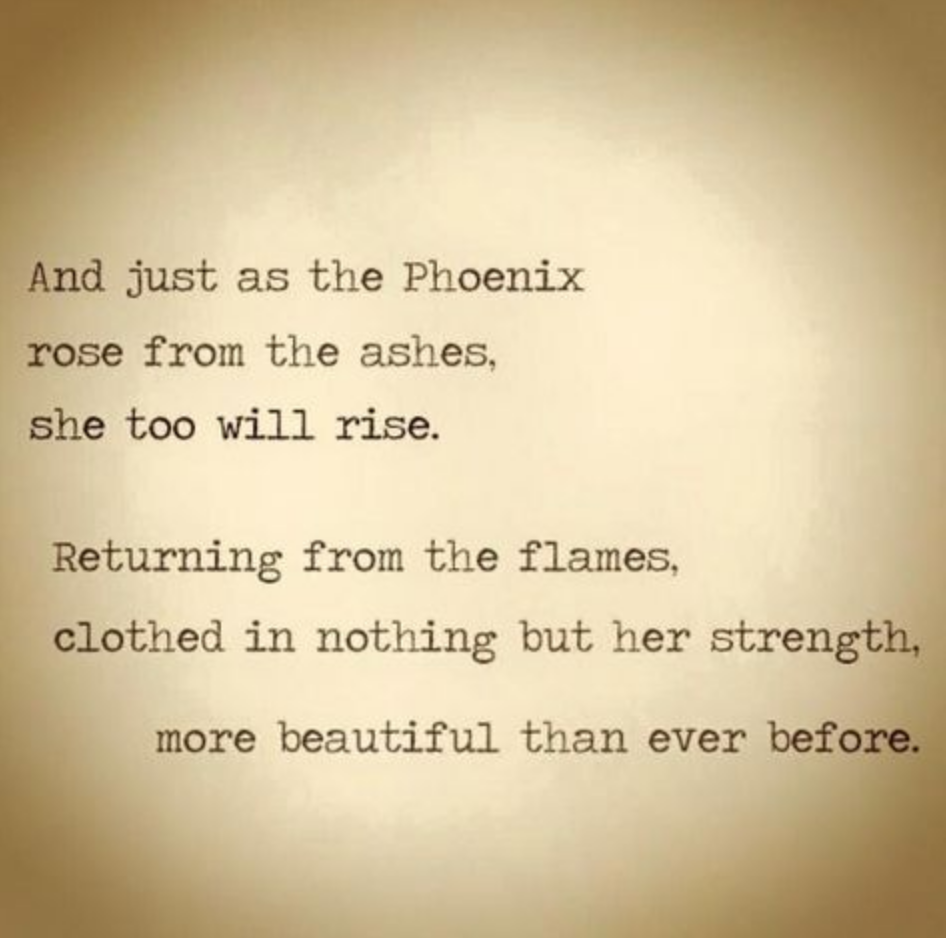 And just as the Phoenix
rose from the ashes,
she too will rise.
Returning from the flames,
clothed in nothing but her strength,
more beautiful than ever before.